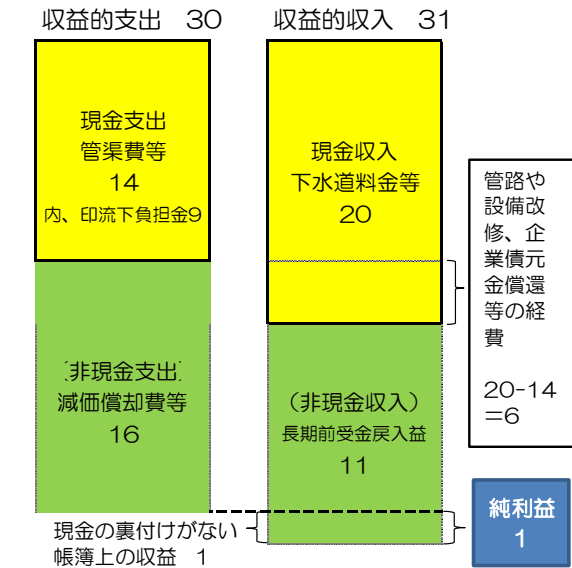 収益的支出　30
収益的収入　31
現金支出
管渠費等
14
内、印流下負担金9
現金収入
下水道料金等
20
管路や
設備改
修、企
業債元
金償還
等の経
費
20-14
=6
(非現金支出)
減価償却費等
16
(非現金収入)
長期前受金戻入益
11
純利益
1
現金の裏付けがない
帳簿上の収益　1